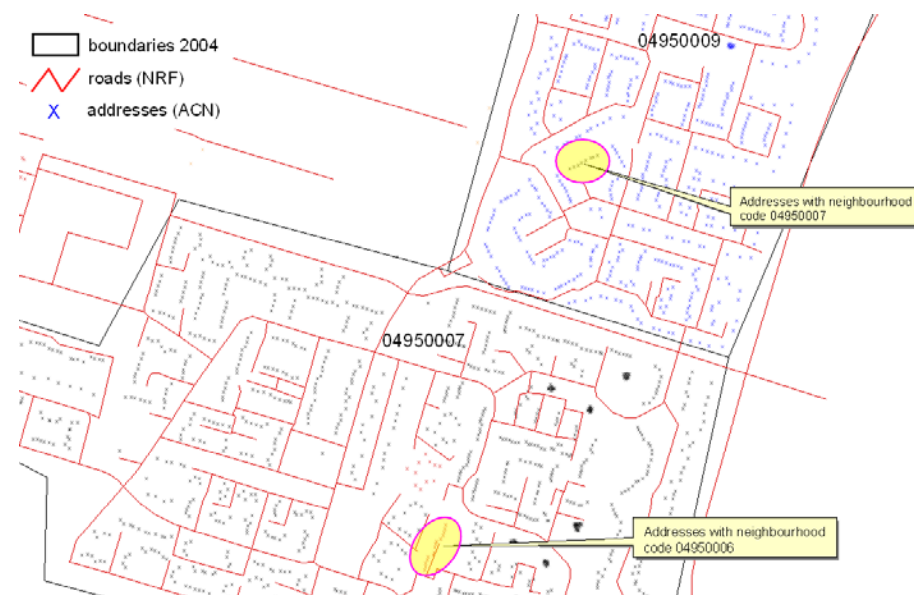 boundaries 2004
roads (NRF)
X addresses (ACN)
04950009
Addresses with neighbourhood
code 04950007
04950007
Addresses with neighbourhood
code 04950006